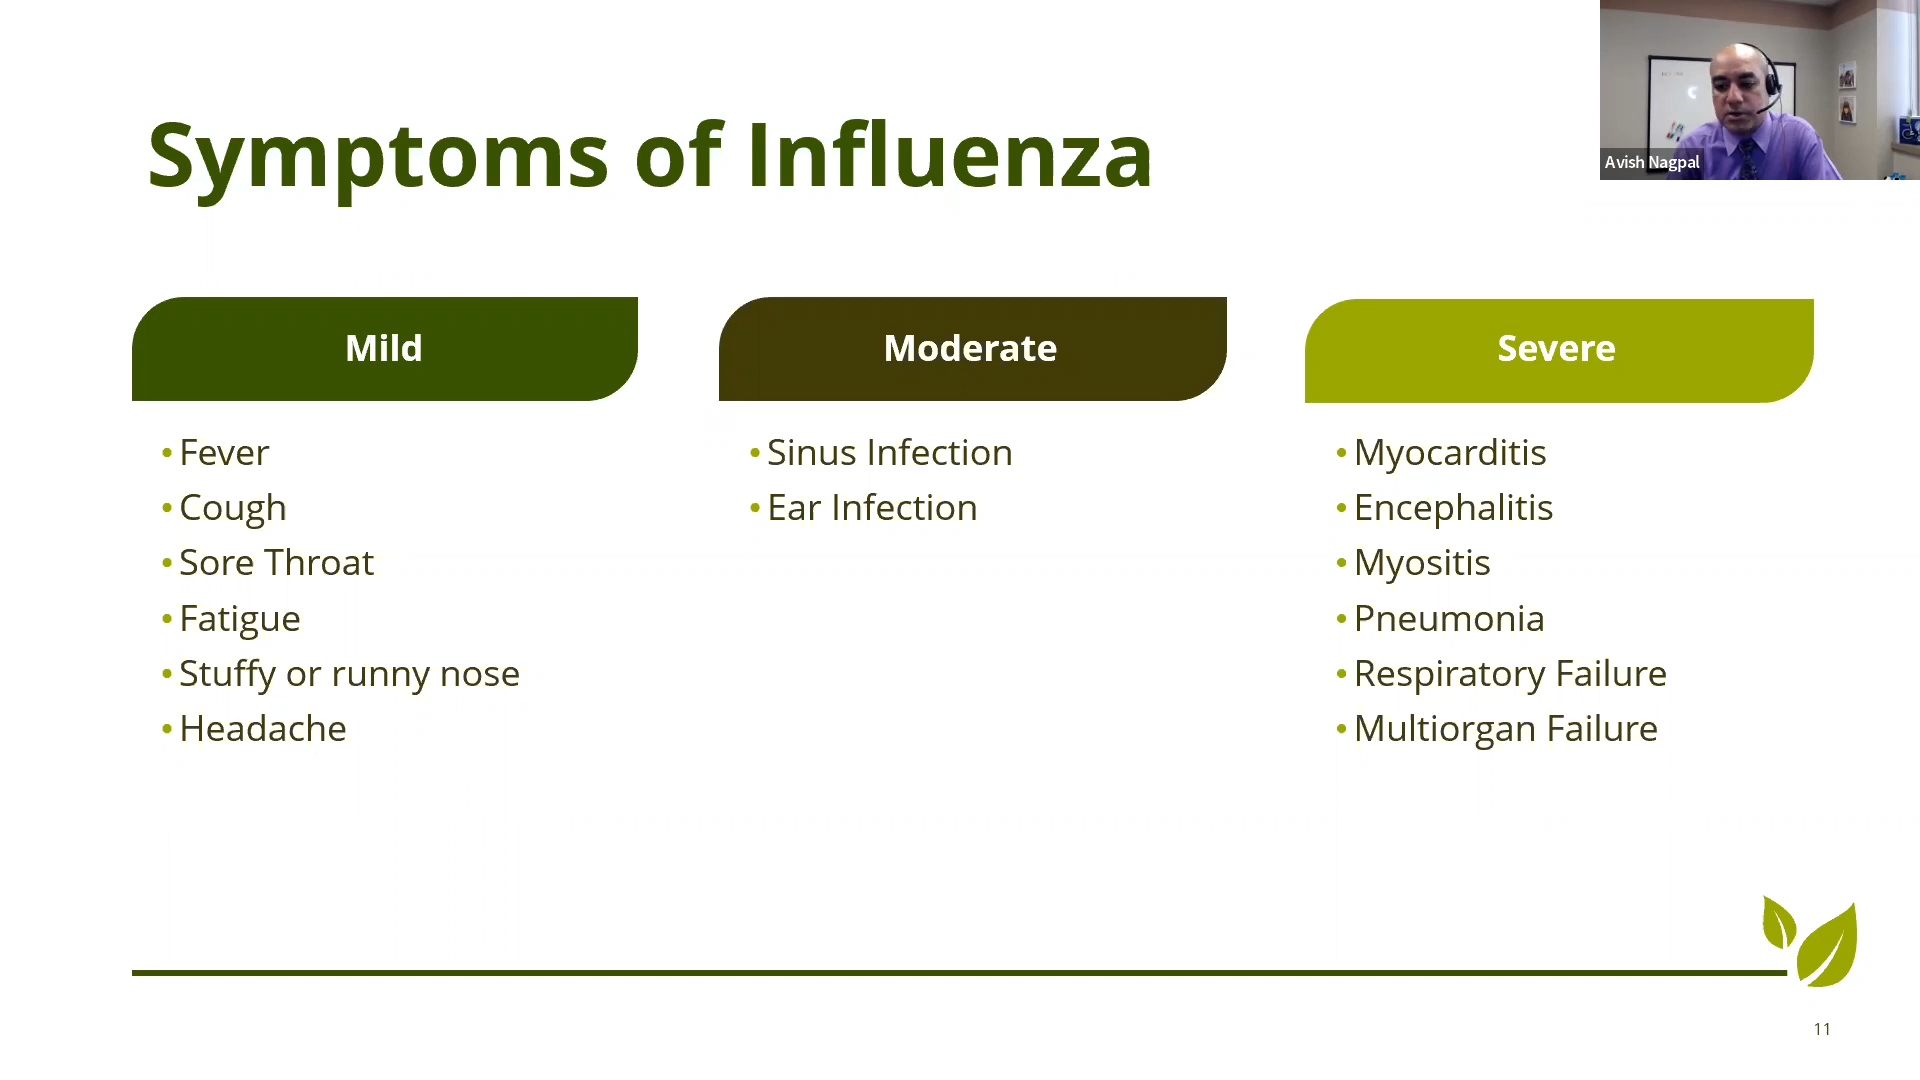 Symptoms of Influenza
Avish Nagpal
Mild
• Fever
• Cough
• Sore Throat
• Fatigue
• Stuffy or runny nose
• Headache
Moderate
• Sinus Infection
• Ear Infection
Severe
• Myocarditis
• Encephalitis
• Myositis
• Pneumonia
• Respiratory Failure
• Multiorgan Failure
11